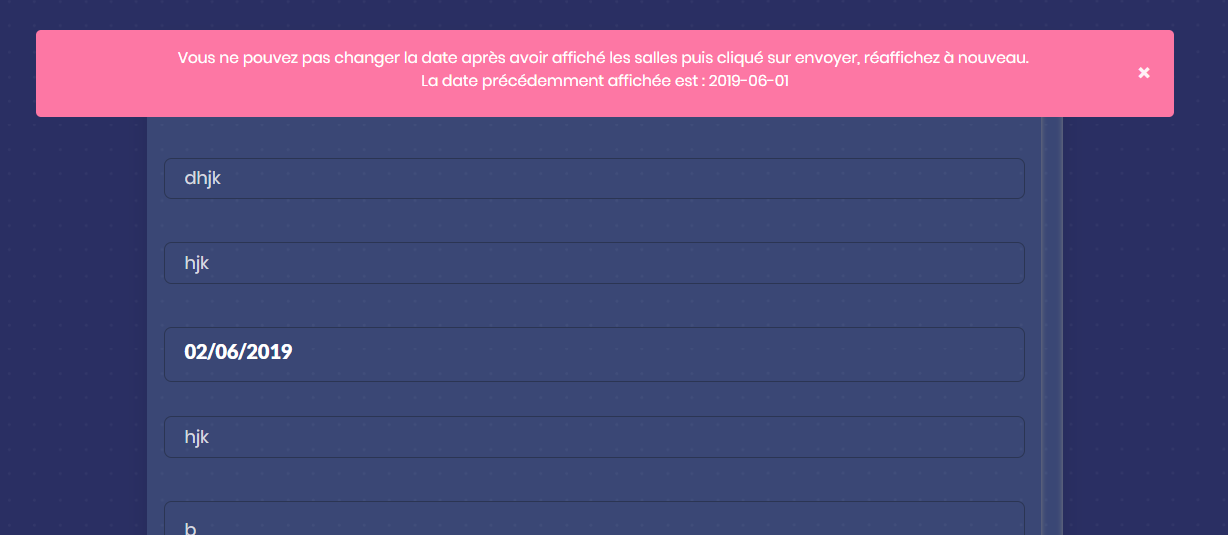 Vous ne pouvez pas changer la date après avoir affiché les salles puis cliqué sur envoyer, réaffichez à nouveau.
La date précédemment affichée est : 2019-06-01
dhjk
hjk
02/06/2019
hjk
b